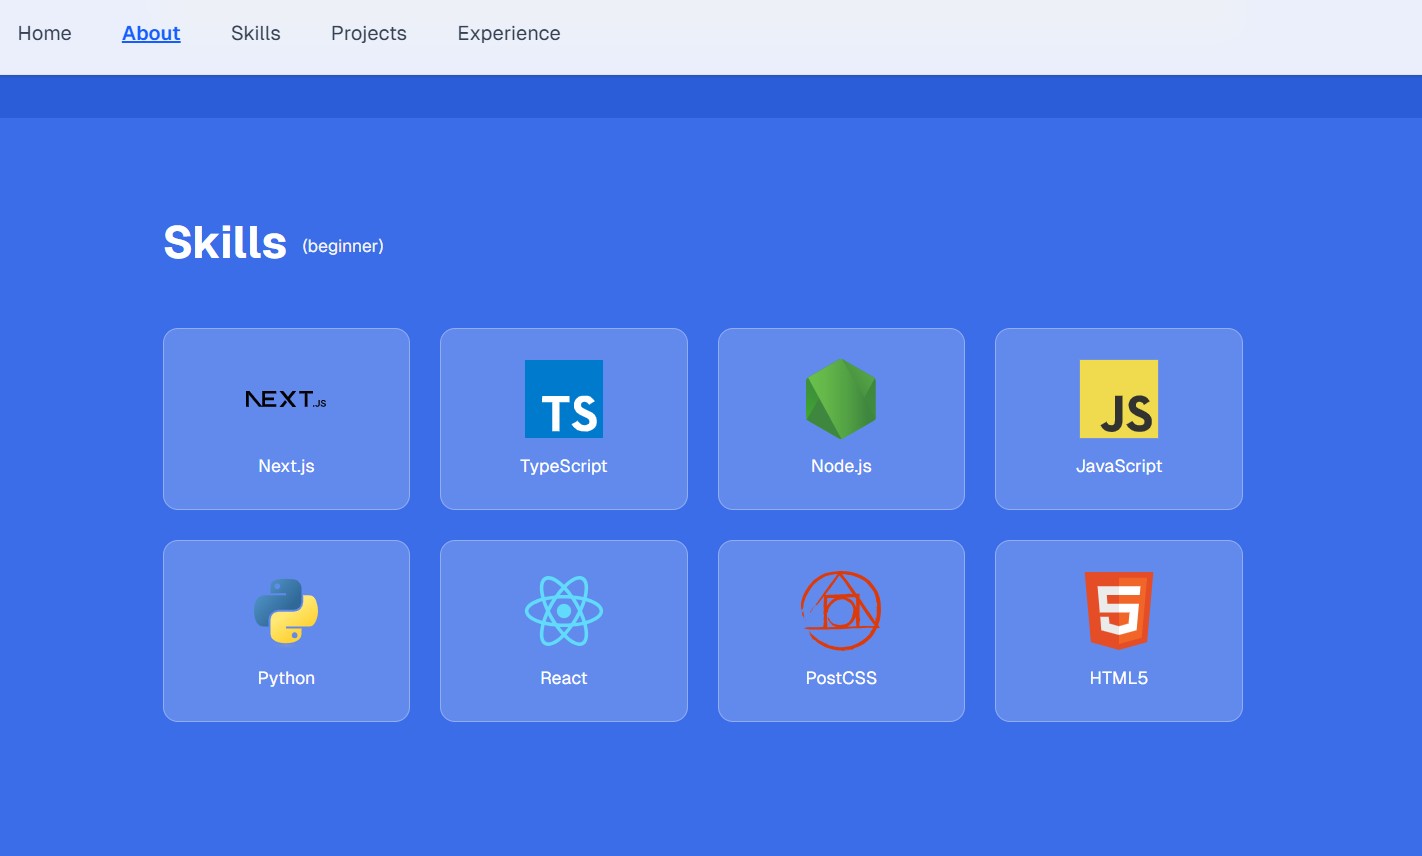 Home About Skills Projects Experience
Skills (beginner)
NEXT.JS TS JS
Next.js TypeScript Node.js JavaScript
5
Python React PostCSS HTML5